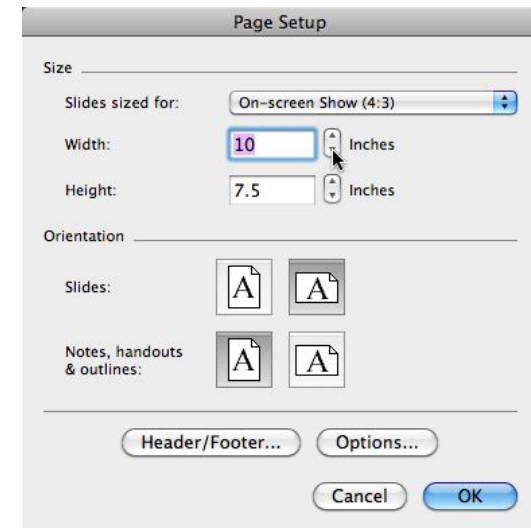 Page Setup
Size
Slides sized for: On-screen Show (4:3)
Width: 10 Inches
Height: 7.5 Inches
Orientation
Slides: A A
Notes, handouts
& outlines: A A
Header/Footer... Options...
Cancel OK